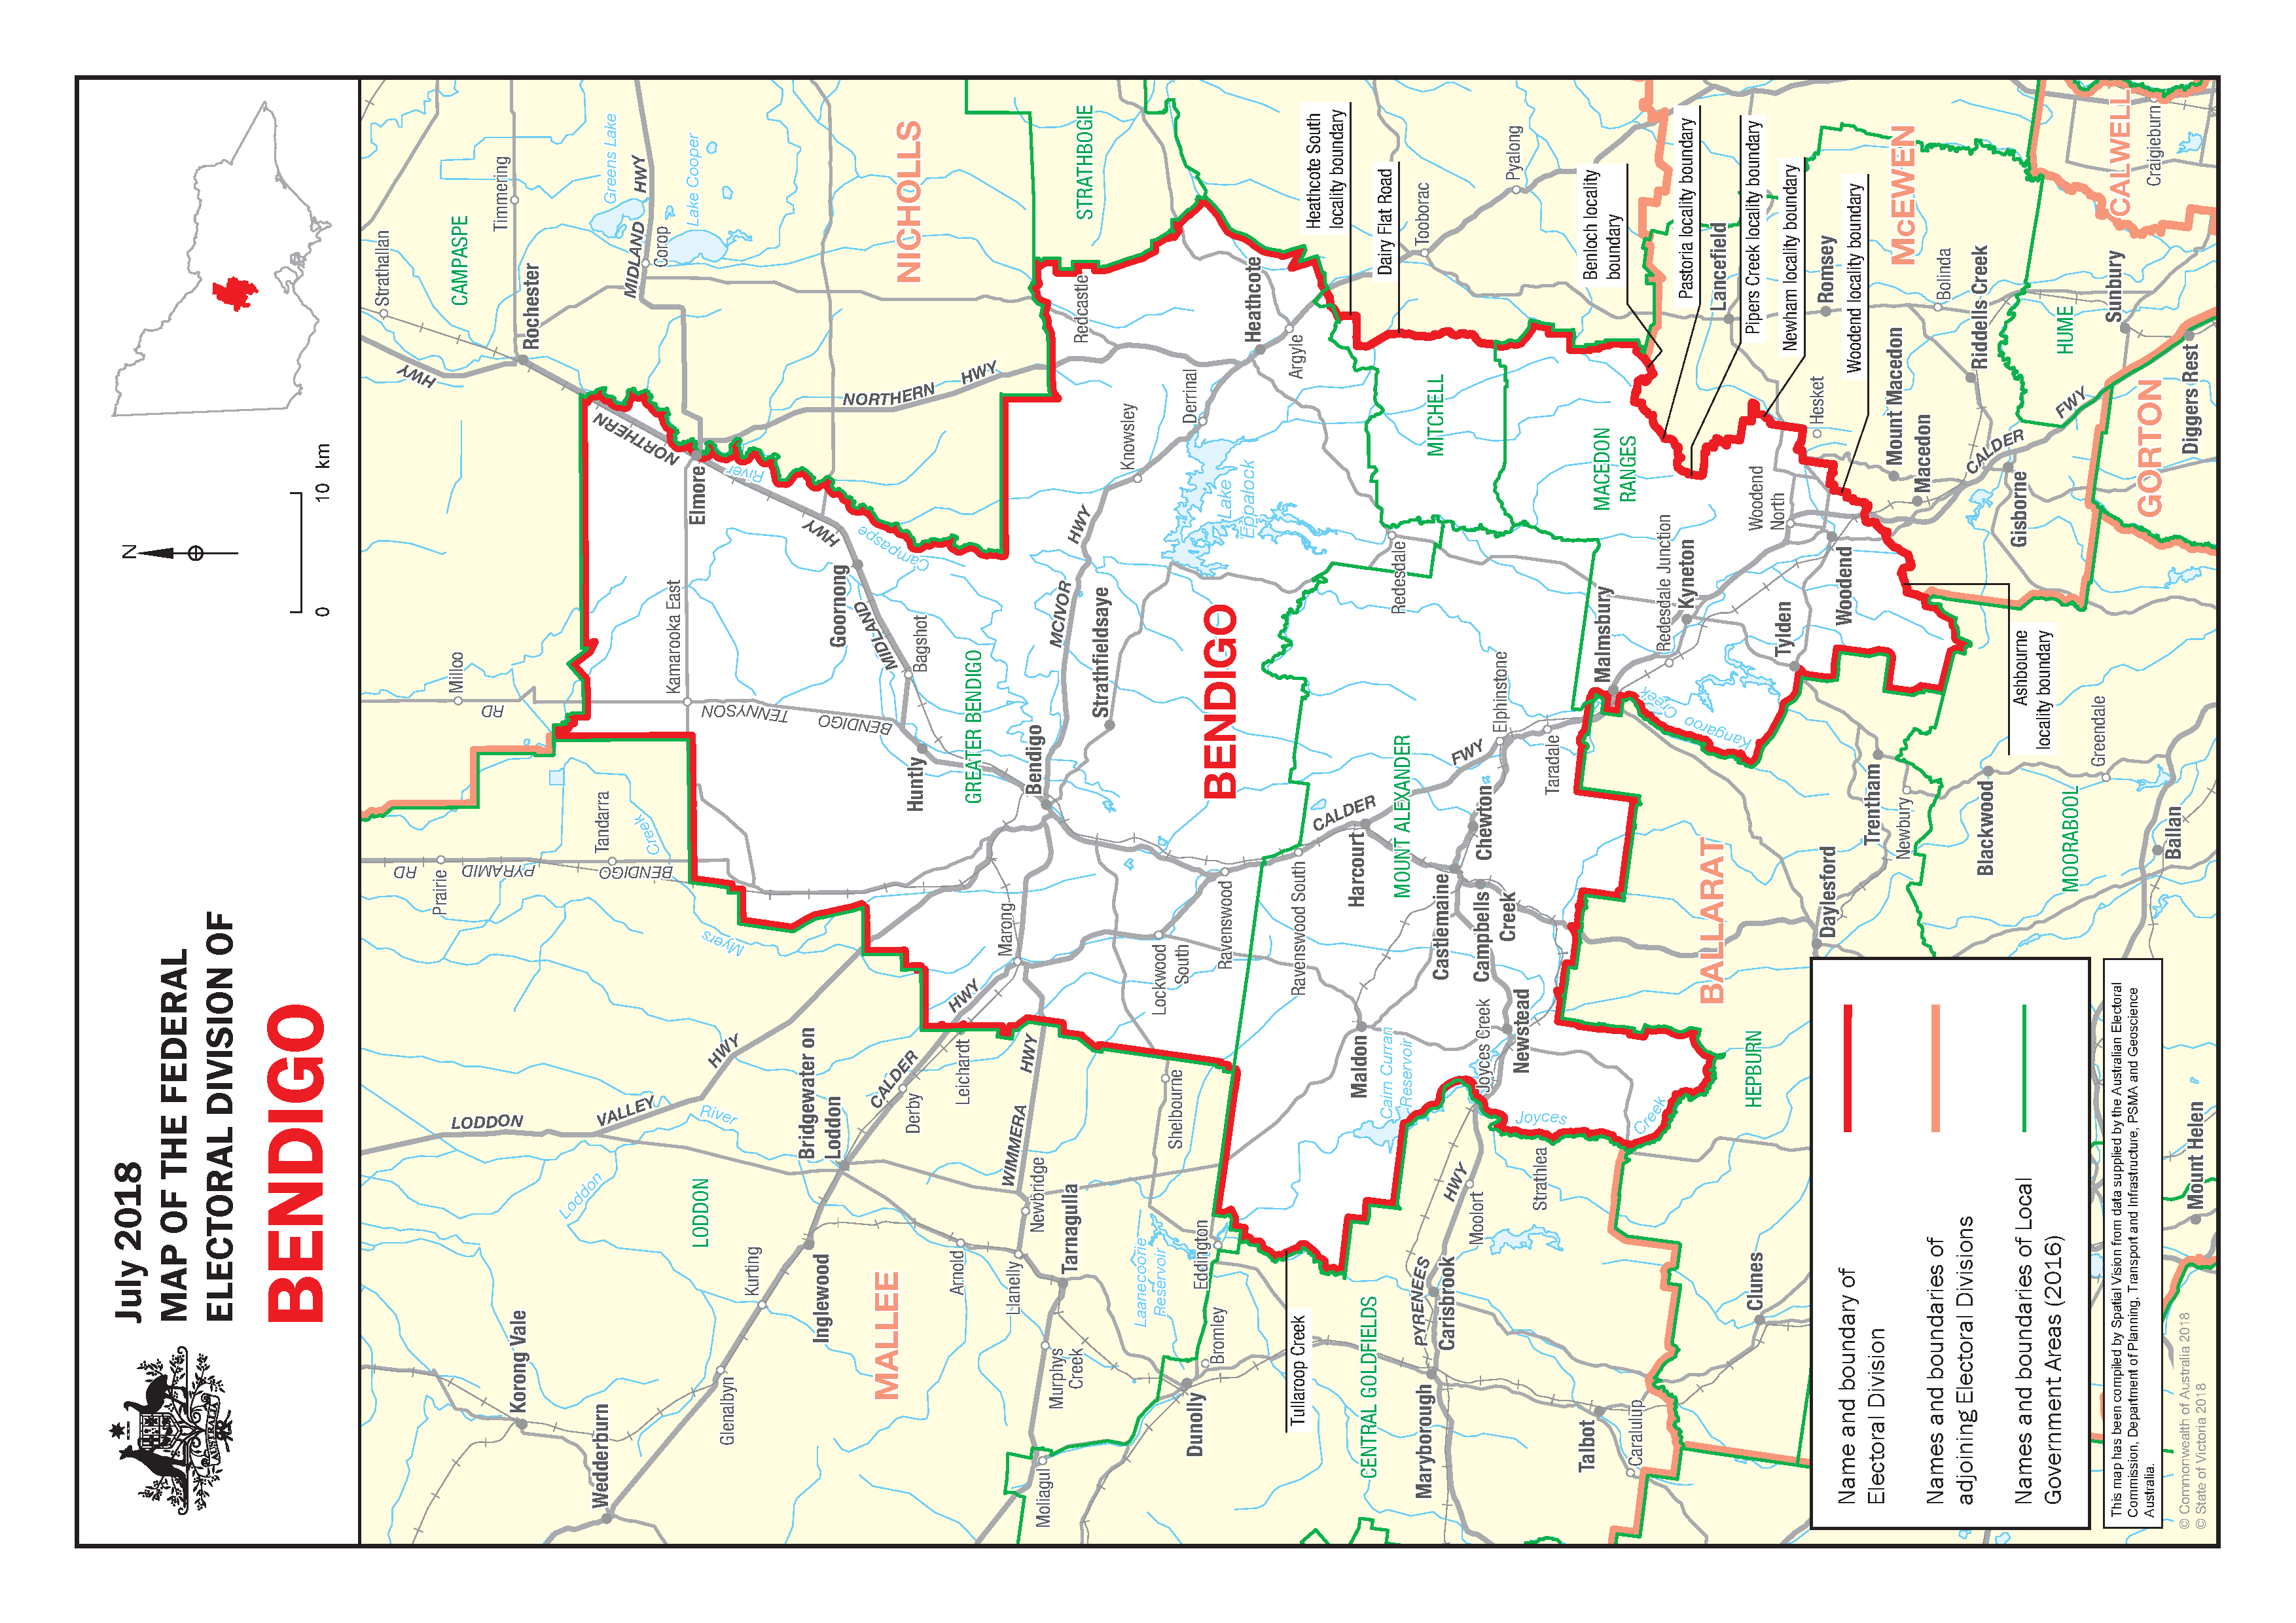 July 2018
MAP OF THE FEDERAL
ELECTORAL DIVISION OF
BENDIGO
AUSTRALIA
N
0 10 km
Strathallan
HWY
CAMPASPE
Timmering
Rochester
Greens Lake
MIDLAND HWY
Corop
Lake Cooper
Milloo
RD
Prairie
RD
BENDIGO PYRAMID
Tandarra
Creek
Myers
Korong Vale
Wedderburn
LODDON VALLEY HWY
Loddon
River
LODDON
Kurting
Glenalbyn
Inglewood
MALLEE
Bridgewater on
Loddon
CALDER HWY
Derby
Leichardt
Arnold
Llanelly
Newbridge
WIMMERA HWY
Tarnagulla
Murphys
Creek
Moliagul
Shelbourne
Laanecoorie
Reservoir
Eddington
Bromley
Dunolly
NORTHERN HWY
Elmore
River
Campaspe
Kamarooka East
Goornong
MIDLAND HWY
Bagshot
BENDIGO TENNYSON
Huntly
GREATER BENDIGO
Bendigo
Marong
NORTHERN HWY
NICHOLLS
STRATHBOGIE
Redcastle
Knowsley
Derrinal
Heathcote
Argyle
MCIVOR HWY
Strathfieldsaye
Lake
Eppalock
BENDIGO
Lockwood
South
Ravenswood
Ravenswood South
Heathcote South
locality boundary
Dairy Flat Road
Tooborac
Pyalong
MITCHELL
Redesdale
Harcourt
CALDER FWY
MOUNT ALEXANDER
Castlemaine
Chewton
Campbells
Creek
Elphinstone
Taradale
Maldon
Cairn Curran
Reservoir
Joyces Creek
Newstead
Joyces
Creek
Tullaroop Creek
CENTRAL GOLDFIELDS
PYRENEES HWY
Carisbrook
Maryborough
Moolort
Strathlea
Talbot
Caralulup
Clunes
HEPBURN
BALLARAT
Benloch locality
boundary
Pastoria locality boundary
Lancefield
Pipers Creek locality boundary
Newham locality boundary
Romsey
Woodend locality boundary
McEWEN
Bolinda
Riddells Creek
CALWELL
Craigieburn
Sunbury
HUME
MACEDON
RANGES
Malmsbury
Redesdale Junction
Kyneton
Woodend
North
Hesket
Mount Macedon
Macedon
Woodend
Tylden
Kangaroo
Creek
CALDER FWY
Gisborne
GORTON
Diggers Rest
Ashbourne
locality boundary
Greendale
Trentham
Newbury
Blackwood
Daylesford
MOORABOOL
Ballan
Mount Helen
Name and boundary of
Electoral Division
Names and boundaries of
adjoining Electoral Divisions
Names and boundaries of Local
Government Areas (2016)
This map has been compiled by Spatial Vision from data supplied by the Australian Electoral
Commission, Department of Planning, Transport and Infrastructure, PSMA and Geoscience
Australia.
© Commonwealth of Australia 2018
© State of Victoria 2018